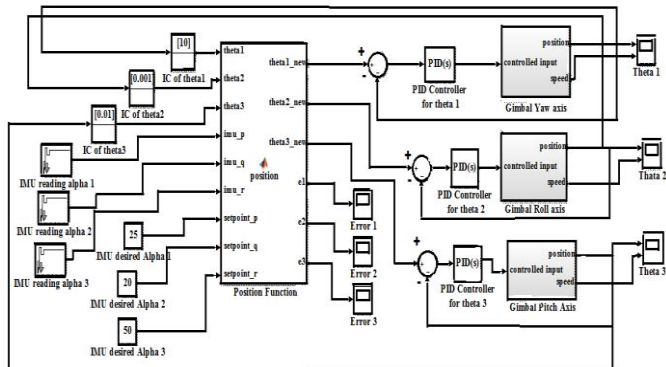 [10]
IC of theta1
[0.001]
IC of theta2
[0.01]
IC of theta3
IMU reading alpha 1
IMU reading alpha 2
IMU reading alpha 3
25
IMU desired Alpha 1
20
IMU desired Alpha 2
50
IMU desired Alpha 3
theta1
theta2
theta3
imu_p
imu_q
imu_r
setpoint_p
setpoint_q
setpoint_r
position
theta1_new
theta2_new
theta3_new
e1
e2
e3
Position Function
Error 1
Error 2
Error 3
+
-
PID(s)
PID Controller
for theta 1
controlled input
position
speed
Gimbal Yaw axis
Theta 1
+
-
PID(s)
PID Controller
for theta 2
controlled input
position
speed
Gimbal Roll axis
Thata 2
+
-
PID(s)
PID Controller
for theta 3
controlled input
position
speed
Gimbal Pitch Axis
Theta 3